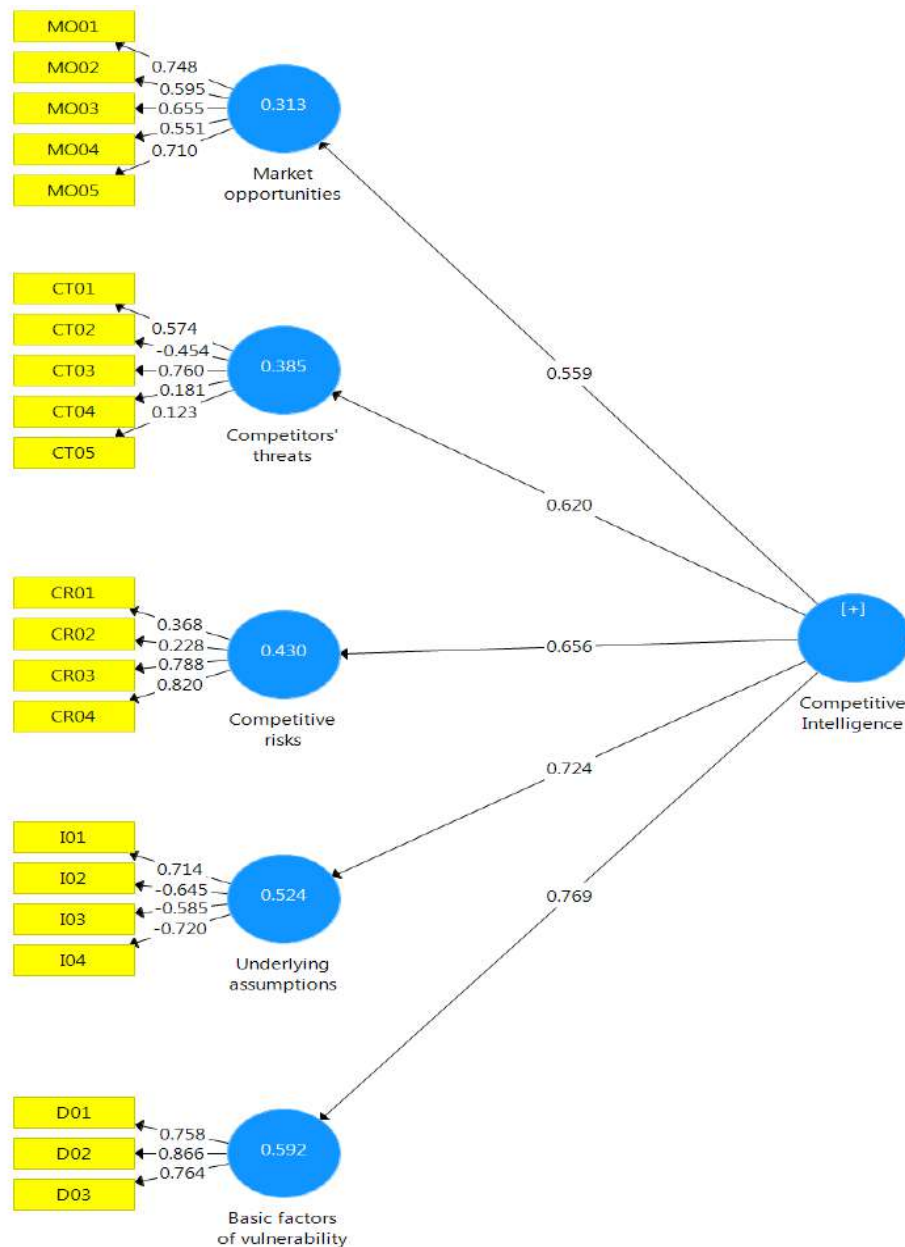 MO01
0.748
MO02
0.595
MO03
0.655
0.313
MO04
0.551
0.710
MO05
Market
opportunities
CT01
0.574
CT02
-0.454
CT03
0.760
0.385
CT04
0.181
0.123
CT05
Competitors'
threats
CR01
0.368
CR02
0.228
CR03
0.788
0.430
CR04
0.820
Competitive
risks
I01
0.714
I02
-0.645
I03
-0.585
0.524
I04
-0.720
Underlying
assumptions
D01
0.758
D02
0.866
D03
0.764
0.592
Basic factors
of vulnerability
0.559
0.620
0.656
0.724
0.769
[+]
Competitive
Intelligence